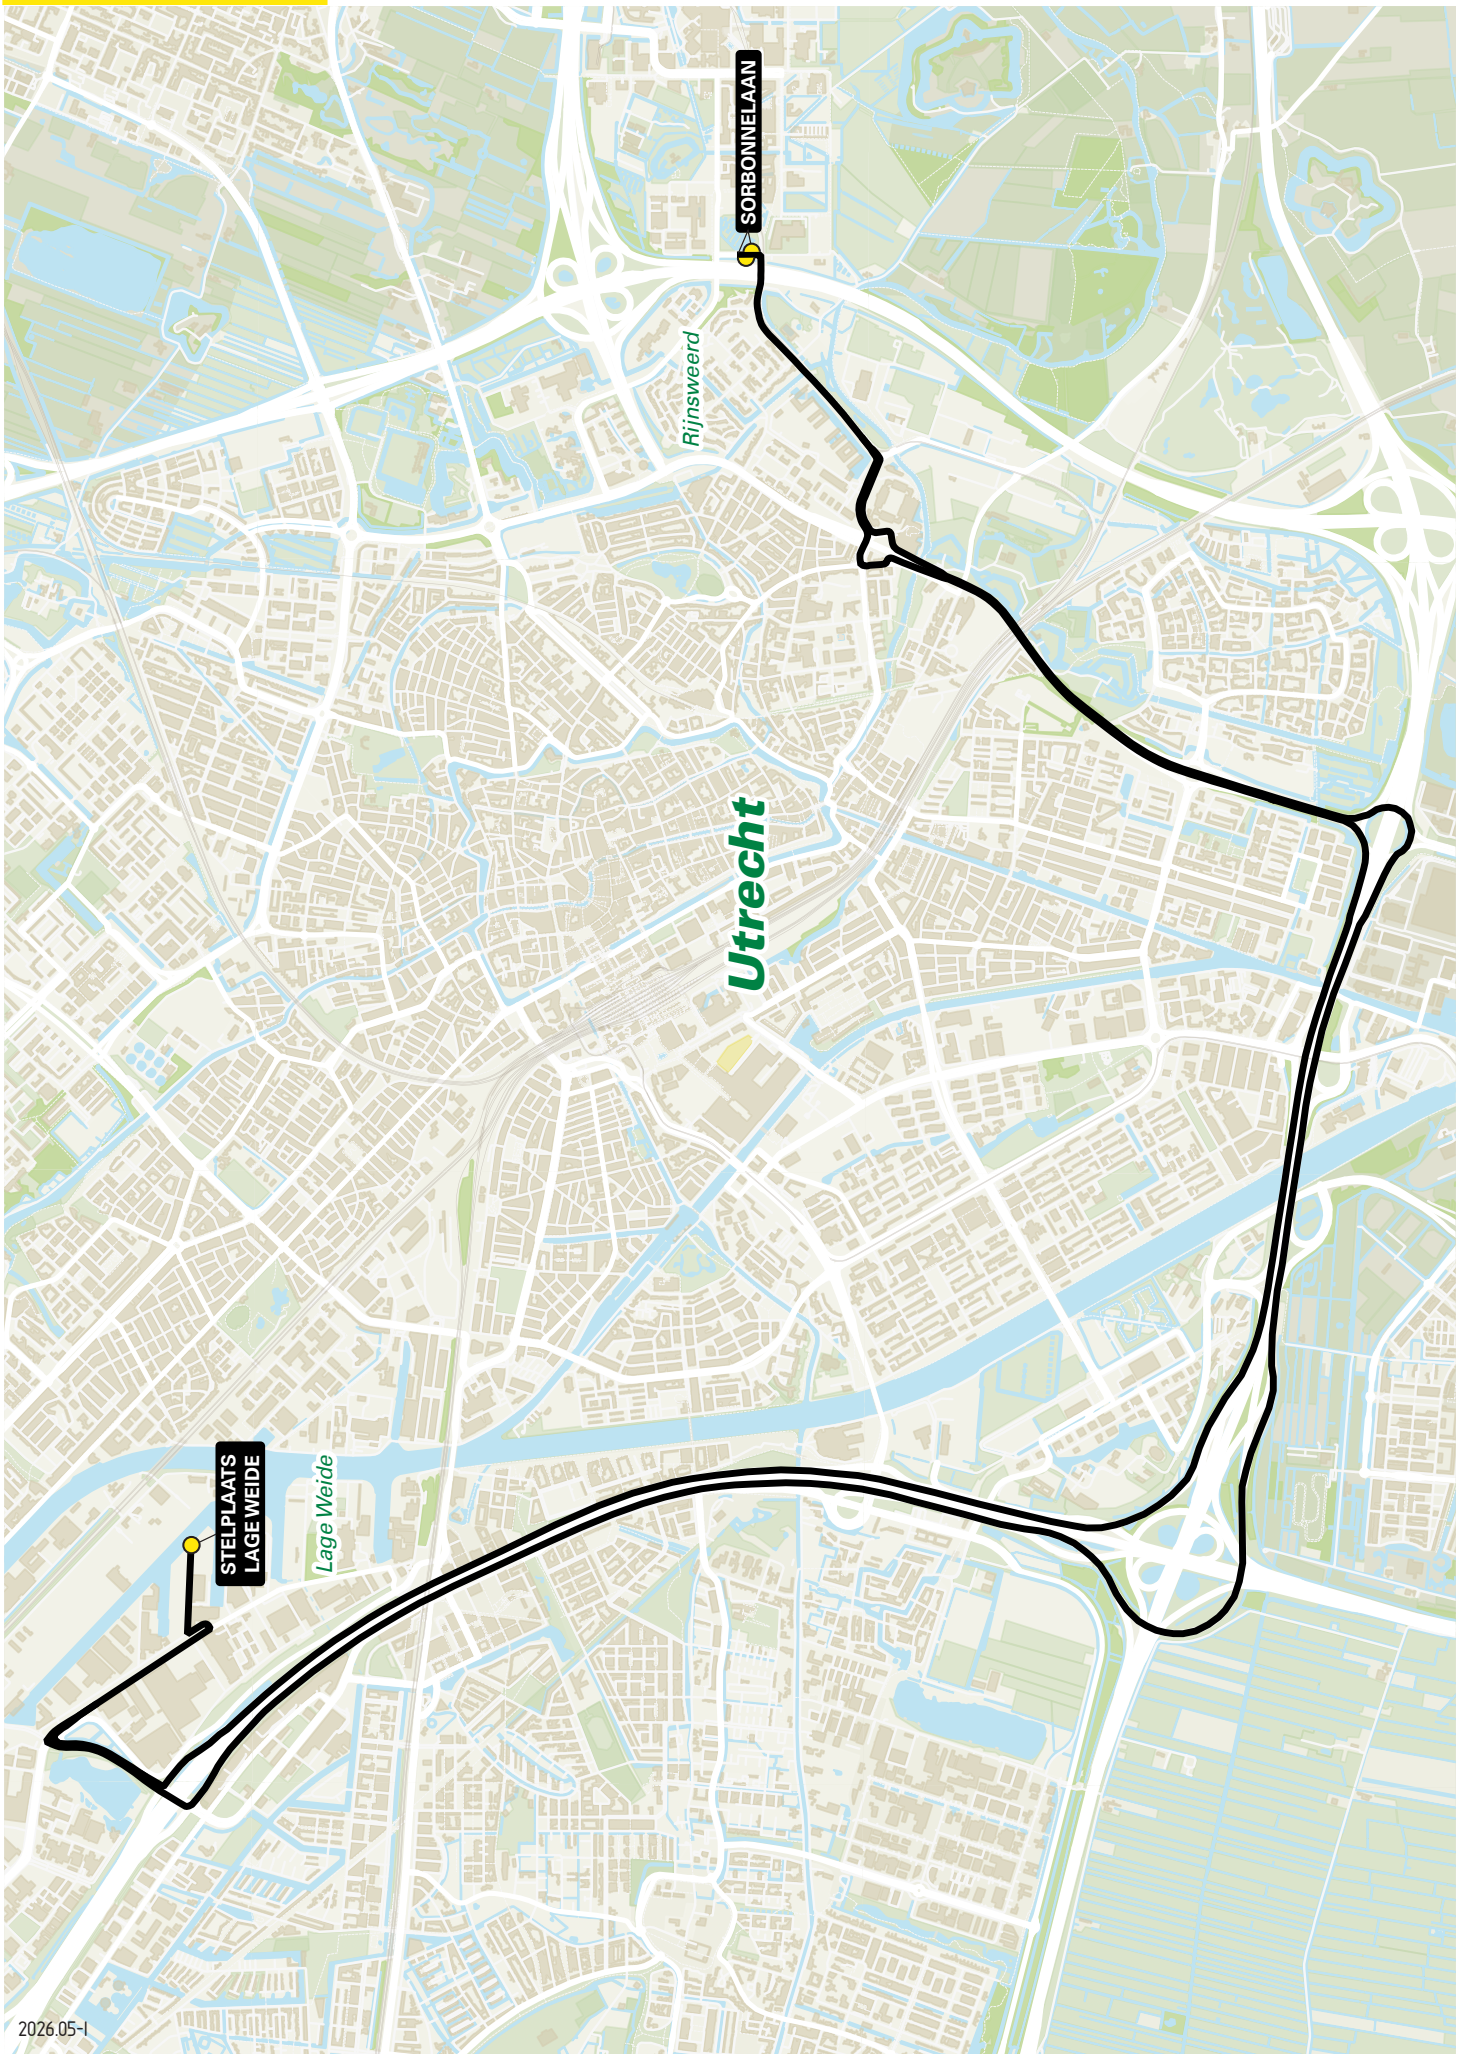 SORBONNELAAN
Rijnsweerd
Utrecht
STELPLAATS
LAGE WEIDE
Lage Weide
2026.05-I